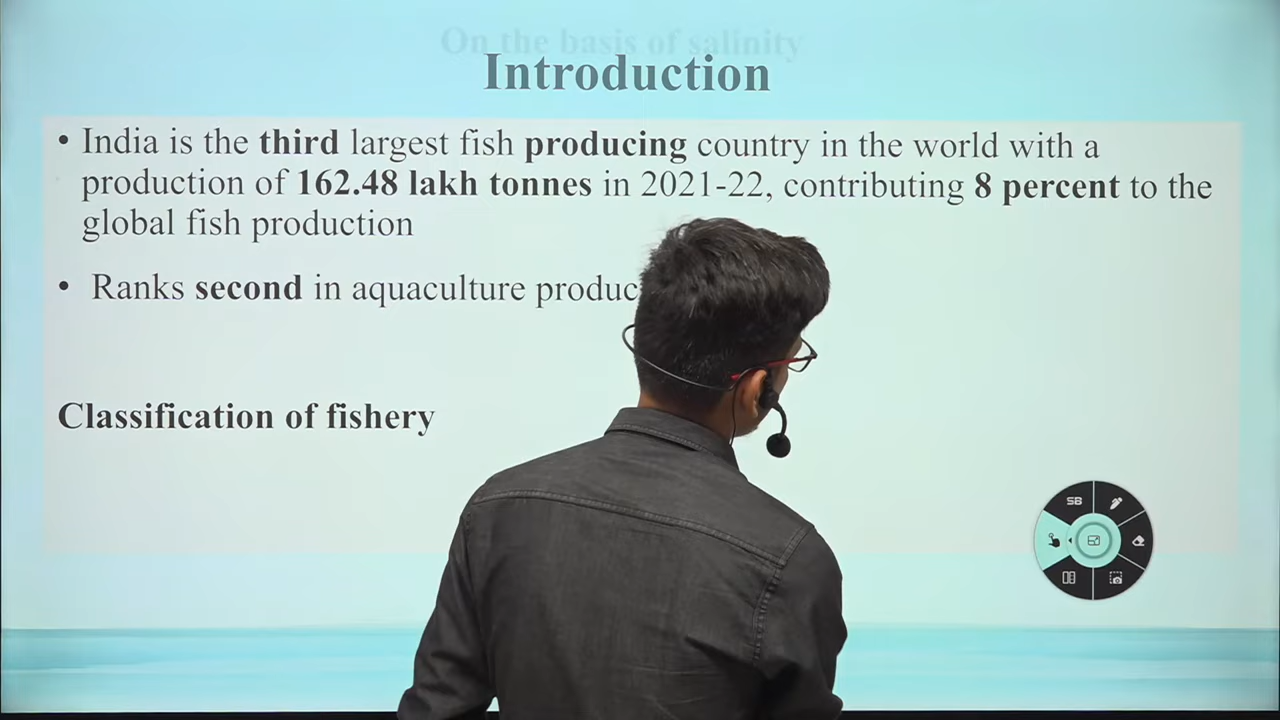 On the basis of salinity
Introduction
• India is the third largest fish producing country in the world with a
production of 162.48 lakh tonnes in 2021-22, contributing 8 percent to the
global fish production
• Ranks second in aquaculture produc
Classification of fishery
SB